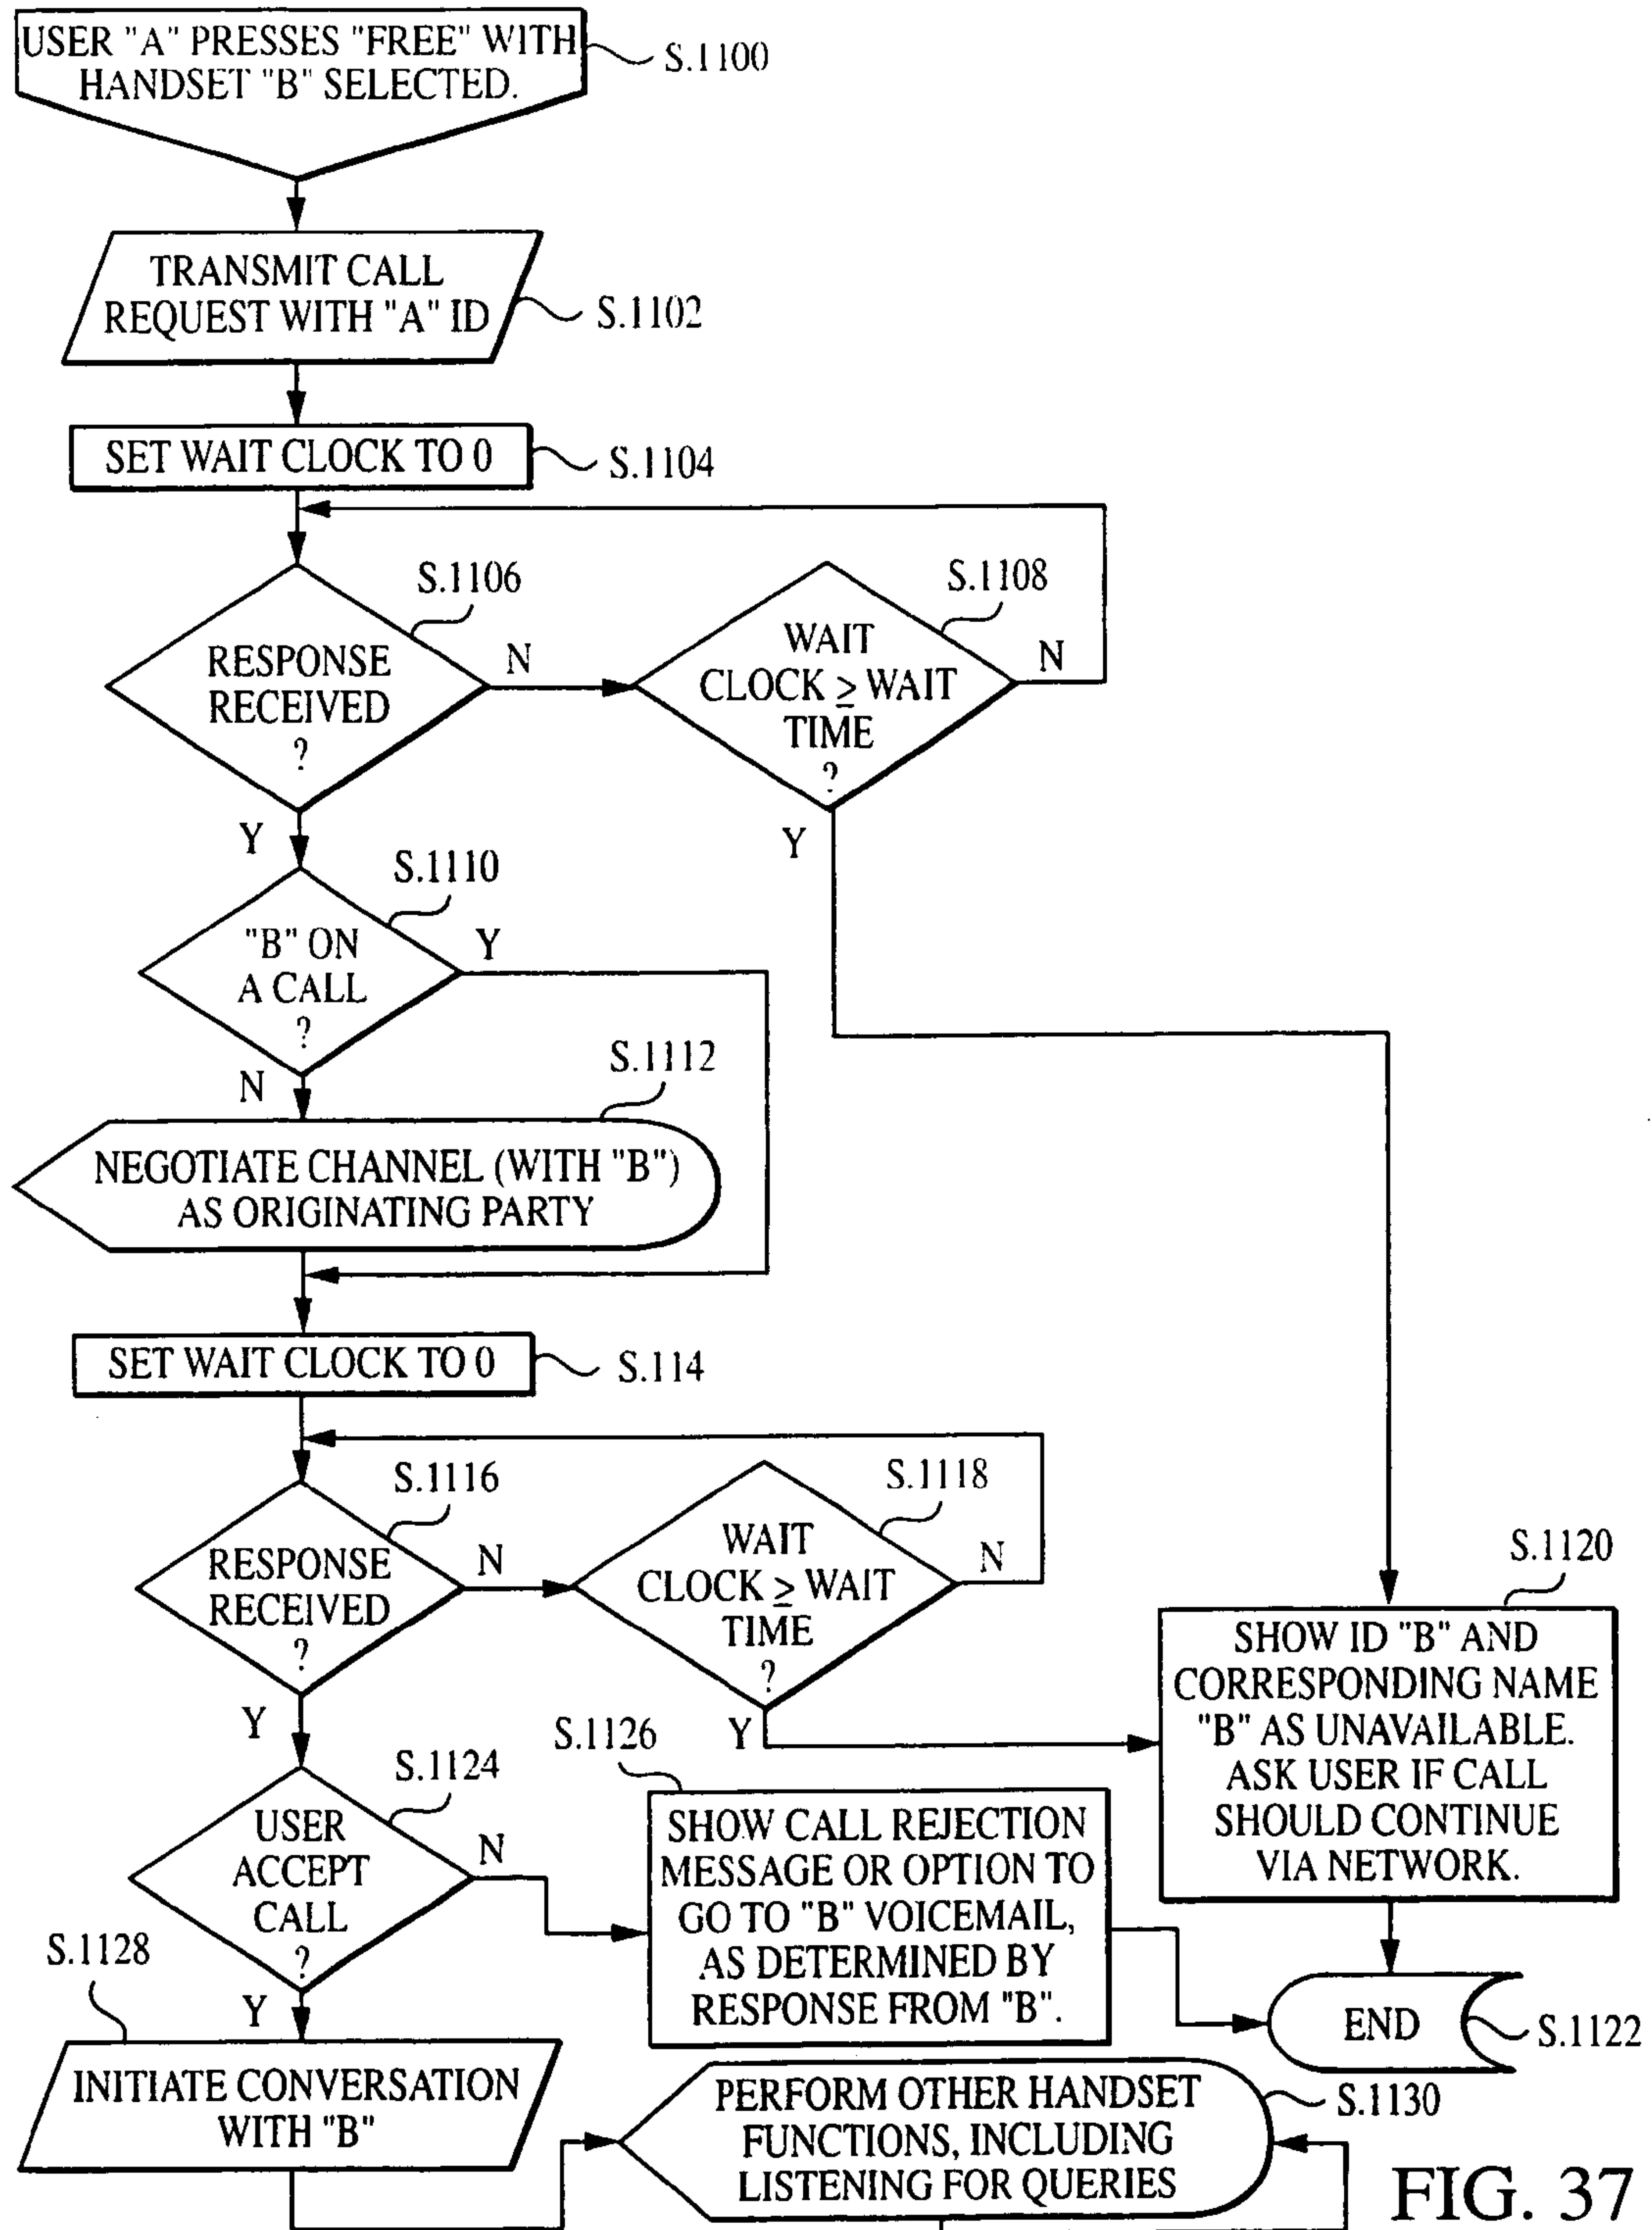 USER "A" PRESSES "FREE" WITH
HANDSET "B" SELECTED.
S.1100
TRANSMIT CALL
REQUEST WITH "A" ID
S.1102
SET WAIT CLOCK TO 0
S.1104
S.1106
RESPONSE
RECEIVED
?
N
S.1108
WAIT
CLOCK ≥ WAIT
TIME
?
N
Y
Y
S.1110
"B" ON
A CALL
?
Y
N
S.1112
NEGOTIATE CHANNEL (WITH "B")
AS ORIGINATING PARTY
SET WAIT CLOCK TO 0
S.114
S.1116
RESPONSE
RECEIVED
?
N
S.1118
WAIT
CLOCK ≥ WAIT
TIME
?
N
Y
Y
S.1120
SHOW ID "B" AND
CORRESPONDING NAME
"B" AS UNAVAILABLE.
ASK USER IF CALL
SHOULD CONTINUE
VIA NETWORK.
S.1124
USER
ACCEPT
CALL
?
N
Y
S.1126
SHOW CALL REJECTION
MESSAGE OR OPTION TO
GO TO "B" VOICEMAIL,
AS DETERMINED BY
RESPONSE FROM "B".
END
S.1122
S.1128
INITIATE CONVERSATION
WITH "B"
PERFORM OTHER HANDSET
FUNCTIONS, INCLUDING
LISTENING FOR QUERIES
S.1130
FIG. 37